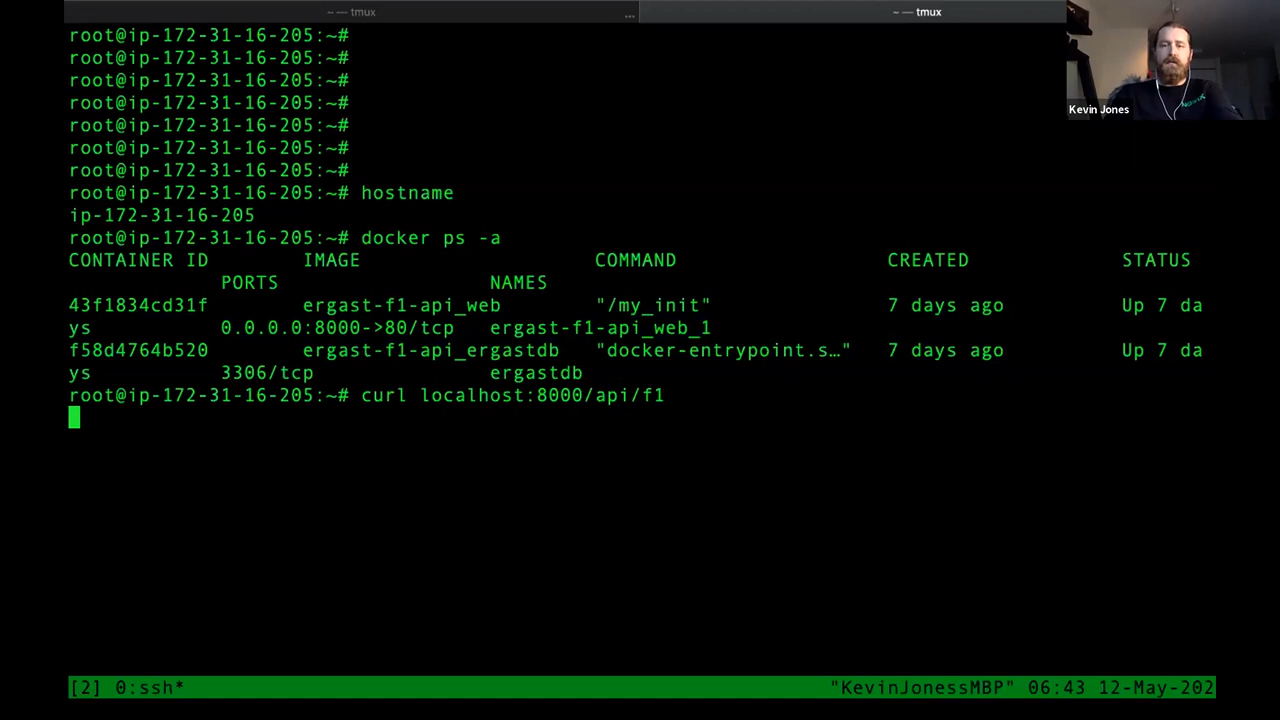 ~ — tmux
~ — tmux
root@ip-172-31-16-205:~#
root@ip-172-31-16-205:~#
root@ip-172-31-16-205:~#
root@ip-172-31-16-205:~#
root@ip-172-31-16-205:~#
root@ip-172-31-16-205:~#
root@ip-172-31-16-205:~#
root@ip-172-31-16-205:~# hostname
ip-172-31-16-205
root@ip-172-31-16-205:~# docker ps -a
CONTAINER ID IMAGE COMMAND CREATED STATUS
PORTS NAMES
43f1834cd31f ergast-f1-api_web "/my_init" 7 days ago Up 7 da
ys 0.0.0.0:8000->80/tcp ergast-f1-api_web_1
f58d4764b520 ergast-f1-api_ergastdb "docker-entrypoint.s…" 7 days ago Up 7 da
ys 3306/tcp ergastdb
root@ip-172-31-16-205:~# curl localhost:8000/api/f1
[2] 0:ssh* "KevinJonessMBP" 06:43 12-May-202
Kevin Jones